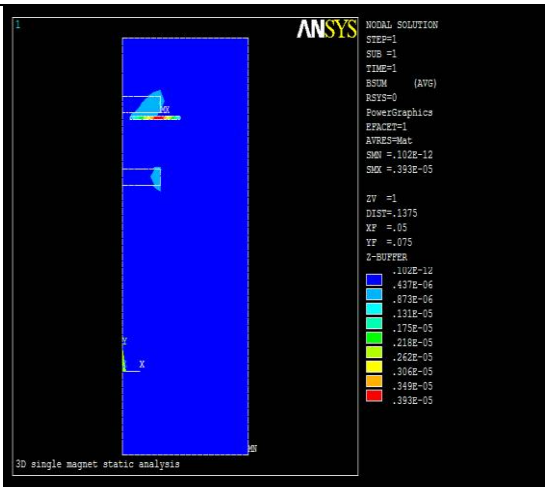 1
ANSYS
NODAL SOLUTION
STEP=1
SUB =1
TIME=1
BSUM (AVG)
RSYS=0
PowerGraphics
EFACET=1
AVRES=Mat
SMN =.102E-12
SMX =.393E-05
ZV =1
DIST=.1375
XF =.05
YF =.075
Z-BUFFER
.102E-12
.437E-06
.873E-06
.131E-05
.175E-05
.218E-05
.262E-05
.306E-05
.349E-05
.393E-05
MX
Y
X
MN
3D single magnet static analysis